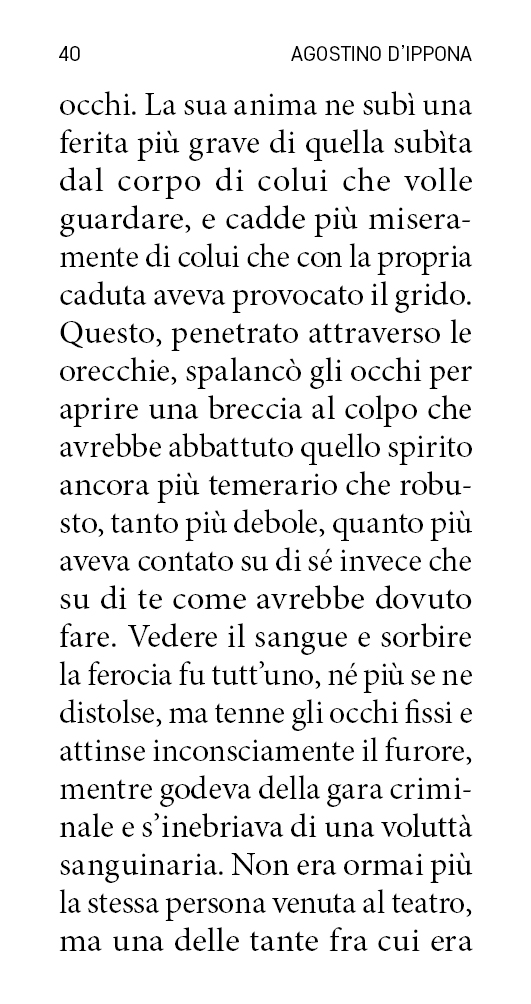 40 AGOSTINO D’IPPONA
occhi. La sua anima ne subì una
ferita più grave di quella subìta
dal corpo di colui che volle
guardare, e cadde più misera-
mente di colui che con la propria
caduta aveva provocato il grido.
Questo, penetrato attraverso le
orecchie, spalancò gli occhi per
aprire una breccia al colpo che
avrebbe abbattuto quello spirito
ancora più temerario che robu-
sto, tanto più debole, quanto più
aveva contato su di sé invece che
su di te come avrebbe dovuto
fare. Vedere il sangue e sorbire
la ferocia fu tutt’uno, né più se ne
distolse, ma tenne gli occhi fissi e
attinse inconsciamente il furore,
mentre godeva della gara crimi-
nale e s’inebriava di una voluttà
sanguinaria. Non era ormai più
la stessa persona venuta al teatro,
ma una delle tante fra cui era